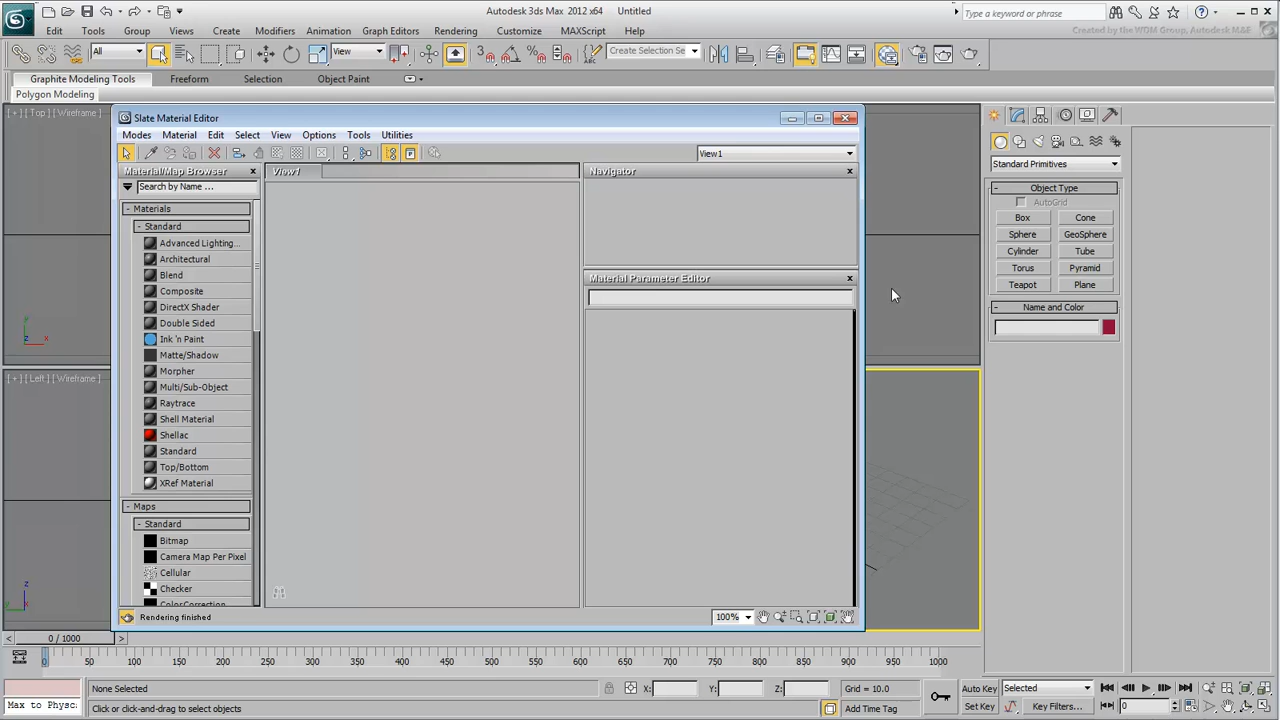 Autodesk 3ds Max 2012 x64 Untitled
Type a keyword or phrase
Edit Tools Group Views Create Modifiers Animation Graph Editors Rendering Customize MAXScript Help
Created by the WDM Group, Autodesk M&E
All View Create Selection Se
Graphite Modeling Tools Freeform Selection Object Paint
Polygon Modeling
[ + ] [ Top ] [ Wireframe ]
Slate Material Editor
Modes Material Edit Select View Options Tools Utilities
View1
Material/Map Browser
Search by Name ...
- Materials
- Standard
Advanced Lighting...
Architectural
Blend
Composite
DirectX Shader
Double Sided
Ink 'n Paint
Matte/Shadow
Morpher
Multi/Sub-Object
Raytrace
Shell Material
Shellac
Standard
Top/Bottom
XRef Material
- Maps
- Standard
Bitmap
Camera Map Per Pixel
Cellular
Checker
ColorCorrection
View1
Navigator
Material Parameter Editor
Rendering finished
100%
Standard Primitives
- Object Type
AutoGrid
Box Cone
Sphere GeoSphere
Cylinder Tube
Torus Pyramid
Teapot Plane
- Name and Color
z
y x
[ + ] [ Left ] [ Wireframe ]
z
y x
< 0 / 1000 >
0 50 100 150 200 250 300 350 400 450 500 550 600 650 700 750 800 850 900 950 1000
None Selected X: Y: Z: Grid = 10.0 Auto Key Selected
Max to Physc
Click or click-and-drag to select objects Add Time Tag Set Key Key Filters... 0